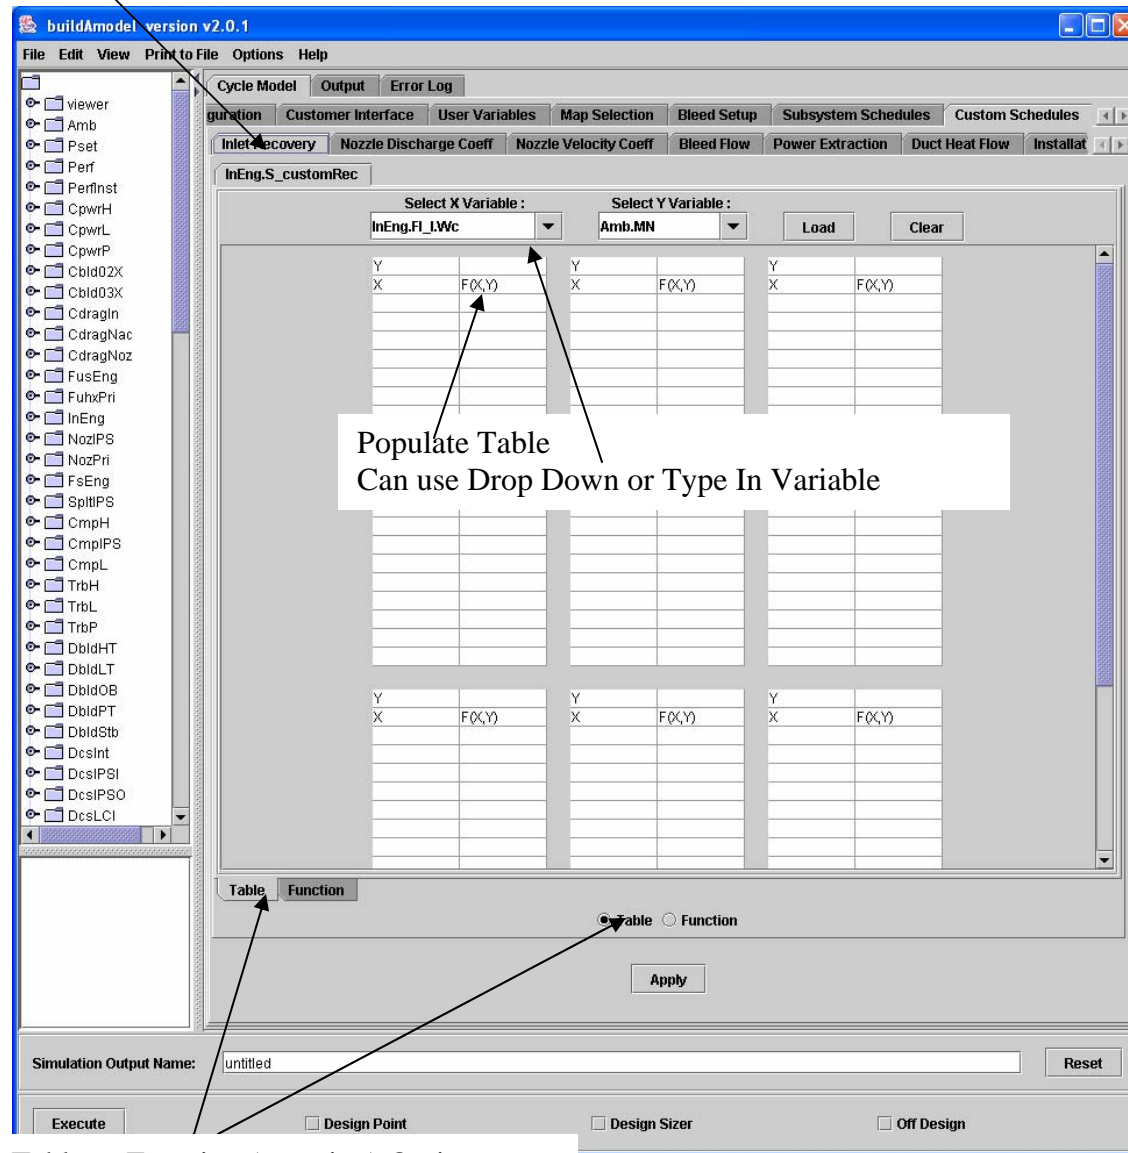 buildAmodel version v2.0.1
File Edit View Print to File Options Help
viewer
Amb
Pset
Perf
PerfInst
CpwrH
CpwrL
CpwrP
Cbld02X
Cbld03X
CdragIn
CdragNac
CdragNoz
FusEng
FuhxPri
InEng
NozIPS
NozPri
FsEng
SpltIPS
CmpH
CmpIPS
CmpL
TrbH
TrbL
TrbP
DbldHT
DbldLT
DbldOB
DbldPT
DbldStb
DcsInt
DcsIPSI
DcsIPSO
DcsLCI
Cycle Model Output Error Log
guration Customer Interface User Variables Map Selection Bleed Setup Subsystem Schedules Custom Schedules
Inlet Recovery Nozzle Discharge Coeff Nozzle Velocity Coeff Bleed Flow Power Extraction Duct Heat Flow Installat
InEng.S_customRec
Select X Variable : Select Y Variable :
InEng.Fl_I.Wc Amb.MN Load Clear
Y Y Y
X F(X,Y) X F(X,Y) X F(X,Y)
Populate Table
Can use Drop Down or Type In Variable
Y Y Y
X F(X,Y) X F(X,Y) X F(X,Y)
Table Function
Table Function
Apply
Simulation Output Name: untitled Reset
Execute Design Point Design Sizer Off Design